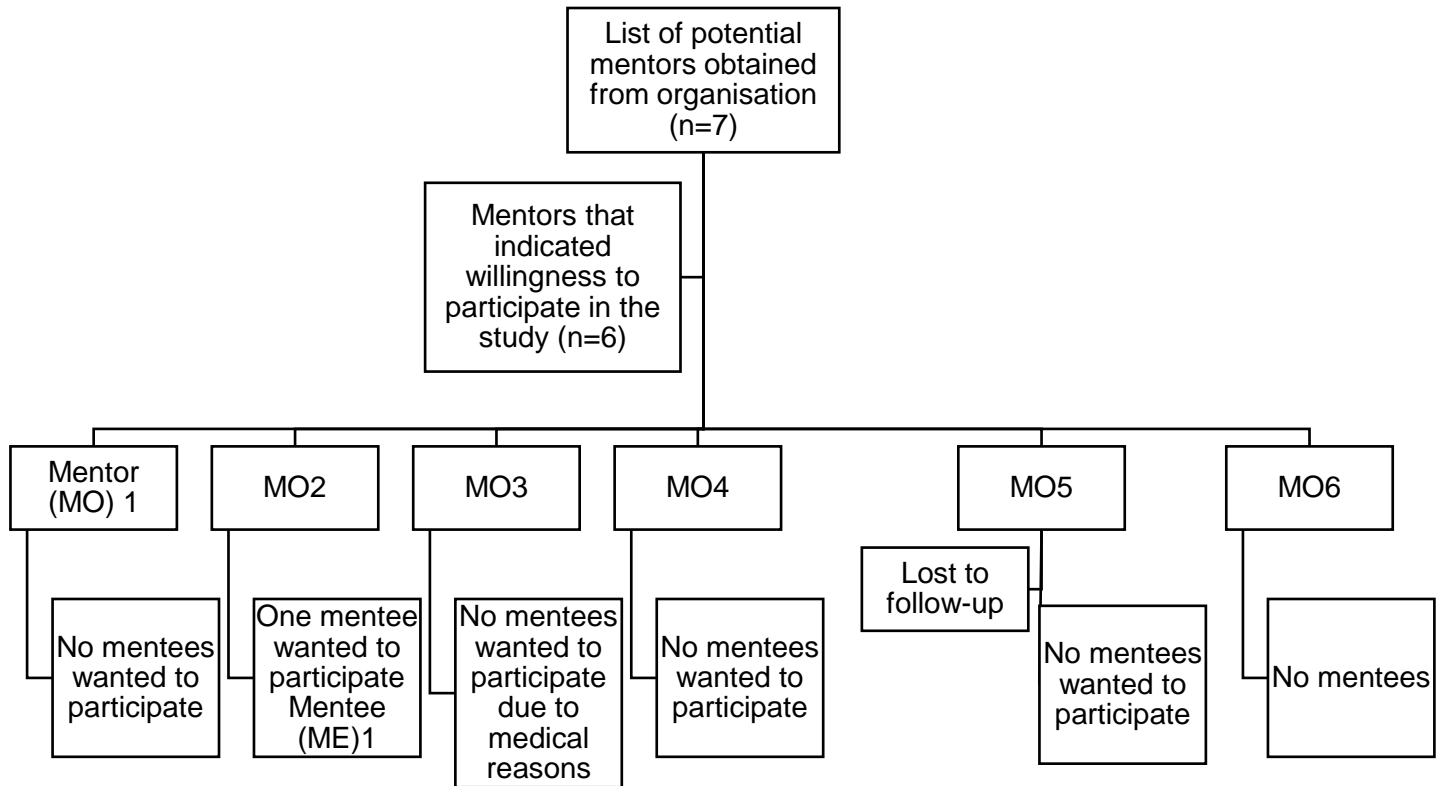 List of potential
mentors obtained
from organisation
(n=7)
Mentors that
indicated
willingness to
participate in the
study (n=6)
Mentor
(MO) 1
MO2
MO3
MO4
MO5
MO6
No mentees
wanted to
participate
One mentee
wanted to
participate
Mentee
(ME)1
No mentees
wanted to
participate
due to
medical
reasons
No mentees
wanted to
participate
Lost to
follow-up
No mentees
wanted to
participate
No mentees